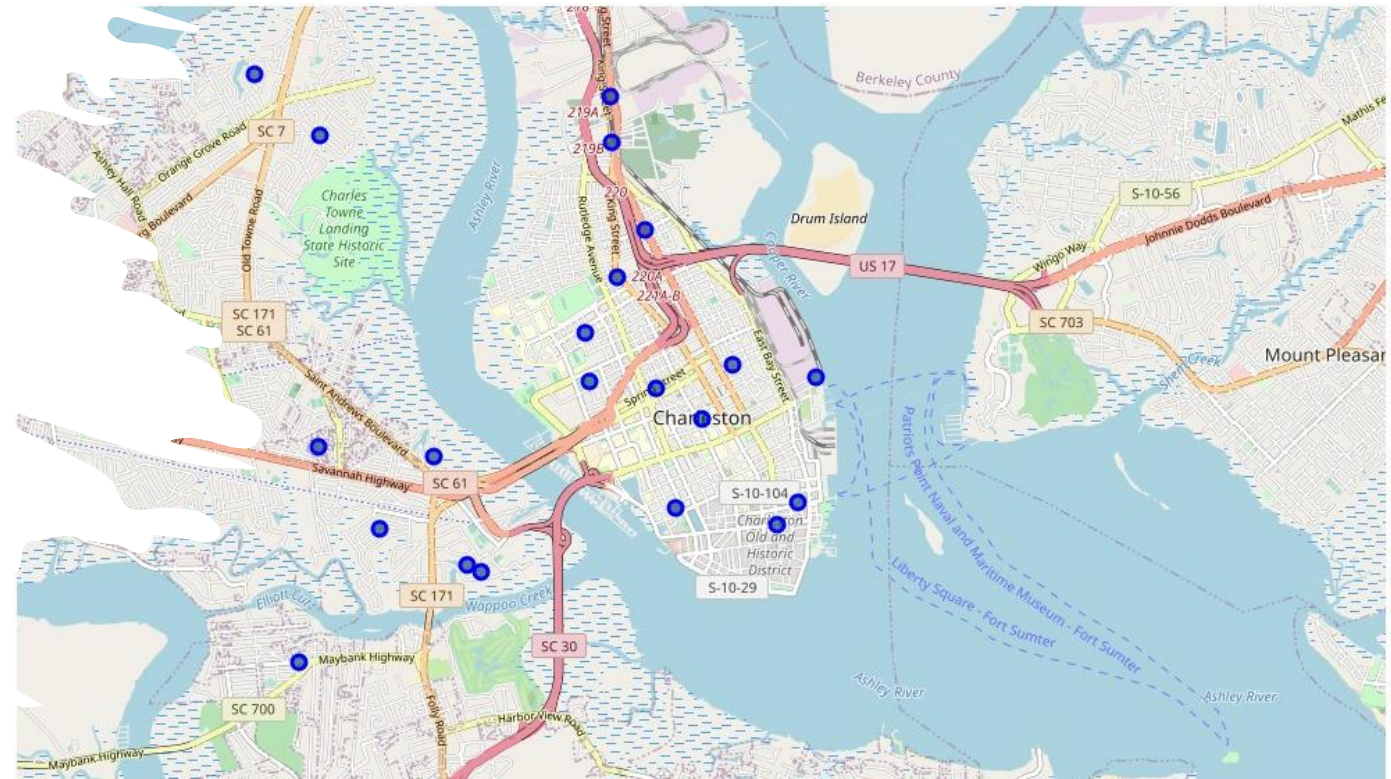 218
King Street
Berkeley County
219A
SC 7
Orange Grove Road
Mathis Fe
219B
Ashley Hall Road
Ashley River
220
S-10-56
Boulevard
Charles
Towne
Landing
State Historic
Site
Rutledge Avenue
King Street
Drum Island
Johnnie Dodds Boulevard
Old Towne Road
Wingo Way
Cooper River
US 17
220A
221A-B
SC 171
SC 61
SC 703
East Bay Street
Shem Creek
Mount Pleasar
Saint Andrews Boulevard
Spring Street
Charleston
Patriots Point Naval and Maritime Museum - Fort Sumter
Savannah Highway
SC 61
S-10-104
Charleston
Old and
Historic
District
Liberty Square - Fort Sumter
S-10-29
Elliott Cut
SC 171
Wappoo Creek
SC 30
Maybank Highway
Ashley River
Ashley River
SC 700
Folly Road
Harbor View Road
Maybank Highway